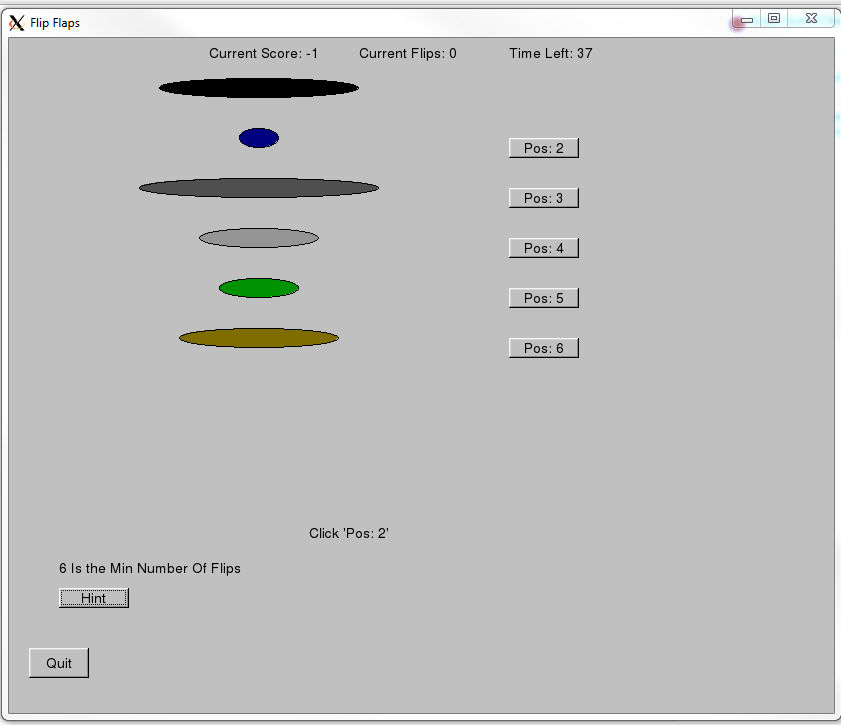 Flip Flaps
Current Score: -1 Current Flips: 0 Time Left: 37
Pos: 2
Pos: 3
Pos: 4
Pos: 5
Pos: 6
Click 'Pos: 2'
6 Is the Min Number Of Flips
Hint
Quit